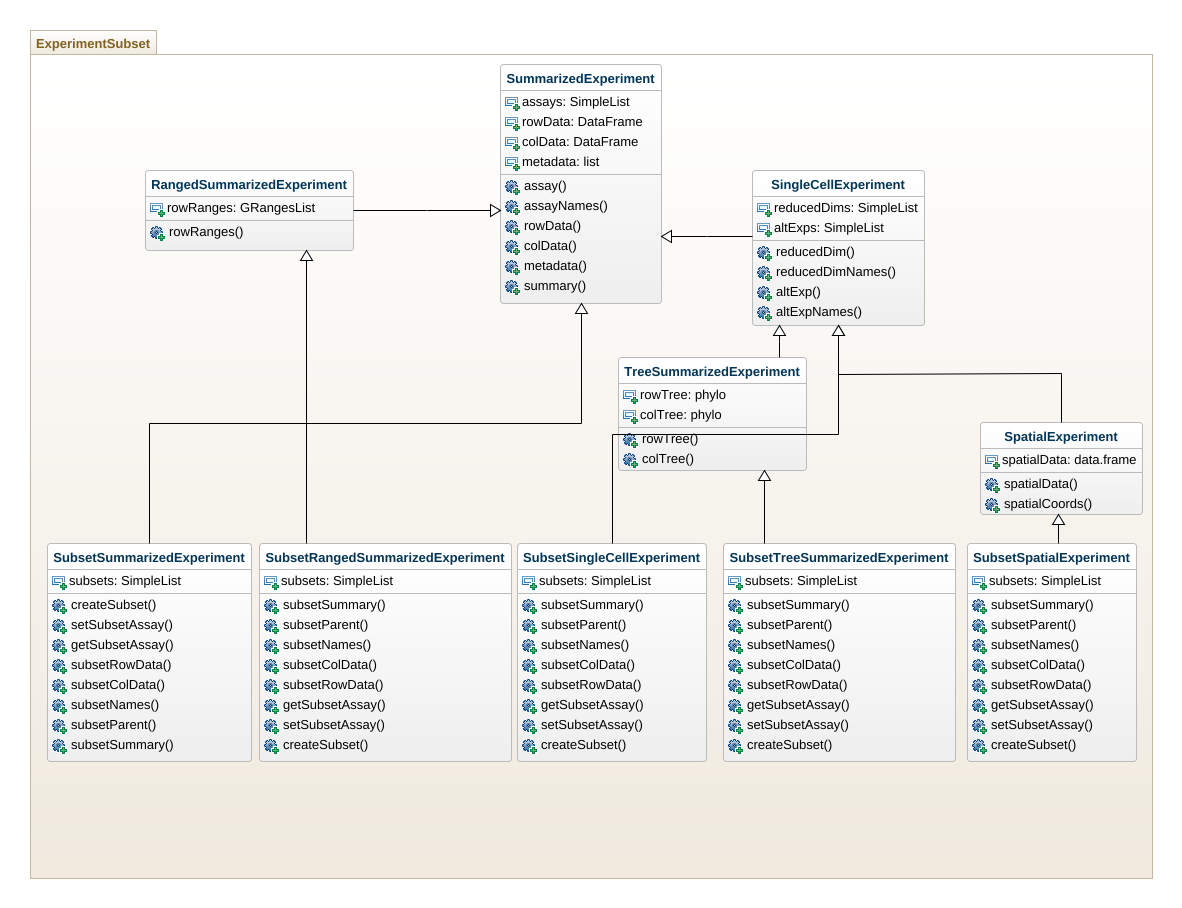 ExperimentSubset
SummarizedExperiment
assays: SimpleList
rowData: DataFrame
colData: DataFrame
metadata: list
assay()
assayNames()
rowData()
colData()
metadata()
summary()
RangedSummarizedExperiment
rowRanges: GRangesList
rowRanges()
SingleCellExperiment
reducedDims: SimpleList
altExps: SimpleList
reducedDim()
reducedDimNames()
altExp()
altExpNames()
TreeSummarizedExperiment
rowTree: phylo
colTree: phylo
rowTree()
colTree()
SpatialExperiment
spatialData: data.frame
spatialData()
spatialCoords()
SubsetSummarizedExperiment
subsets: SimpleList
createSubset()
setSubsetAssay()
getSubsetAssay()
subsetRowData()
subsetColData()
subsetNames()
subsetParent()
subsetSummary()
SubsetRangedSummarizedExperiment
subsets: SimpleList
subsetSummary()
subsetParent()
subsetNames()
subsetColData()
subsetRowData()
getSubsetAssay()
setSubsetAssay()
createSubset()
SubsetSingleCellExperiment
subsets: SimpleList
subsetSummary()
subsetParent()
subsetNames()
subsetColData()
subsetRowData()
getSubsetAssay()
setSubsetAssay()
createSubset()
SubsetTreeSummarizedExperiment
subsets: SimpleList
subsetSummary()
subsetParent()
subsetNames()
subsetColData()
subsetRowData()
getSubsetAssay()
setSubsetAssay()
createSubset()
SubsetSpatialExperiment
subsets: SimpleList
subsetSummary()
subsetParent()
subsetNames()
subsetColData()
subsetRowData()
getSubsetAssay()
setSubsetAssay()
createSubset()